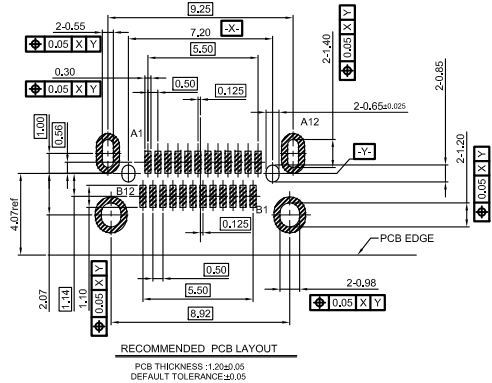 9.25
2-0.55
7.20
-X-
⌖ 0.05 X Y
5.50
⌖ 0.05 X Y
2-1.40
2-0.85
0.30
⌖ 0.05 X Y
0.50
0.125
2-0.65±0.025
A1
A12
1.00
0.56
-Y-
2-1.20
B12
B1
⌖ 0.05 X Y
4.07ref
0.125
PCB EDGE
0.50
2.07
1.14
1.10
⌖ 0.05 X Y
5.50
2-0.98
8.92
⌖ 0.05 X Y
RECOMMENDED PCB LAYOUT
PCB THICKNESS :1.20±0.05
DEFAULT TOLERANCE:±0.05